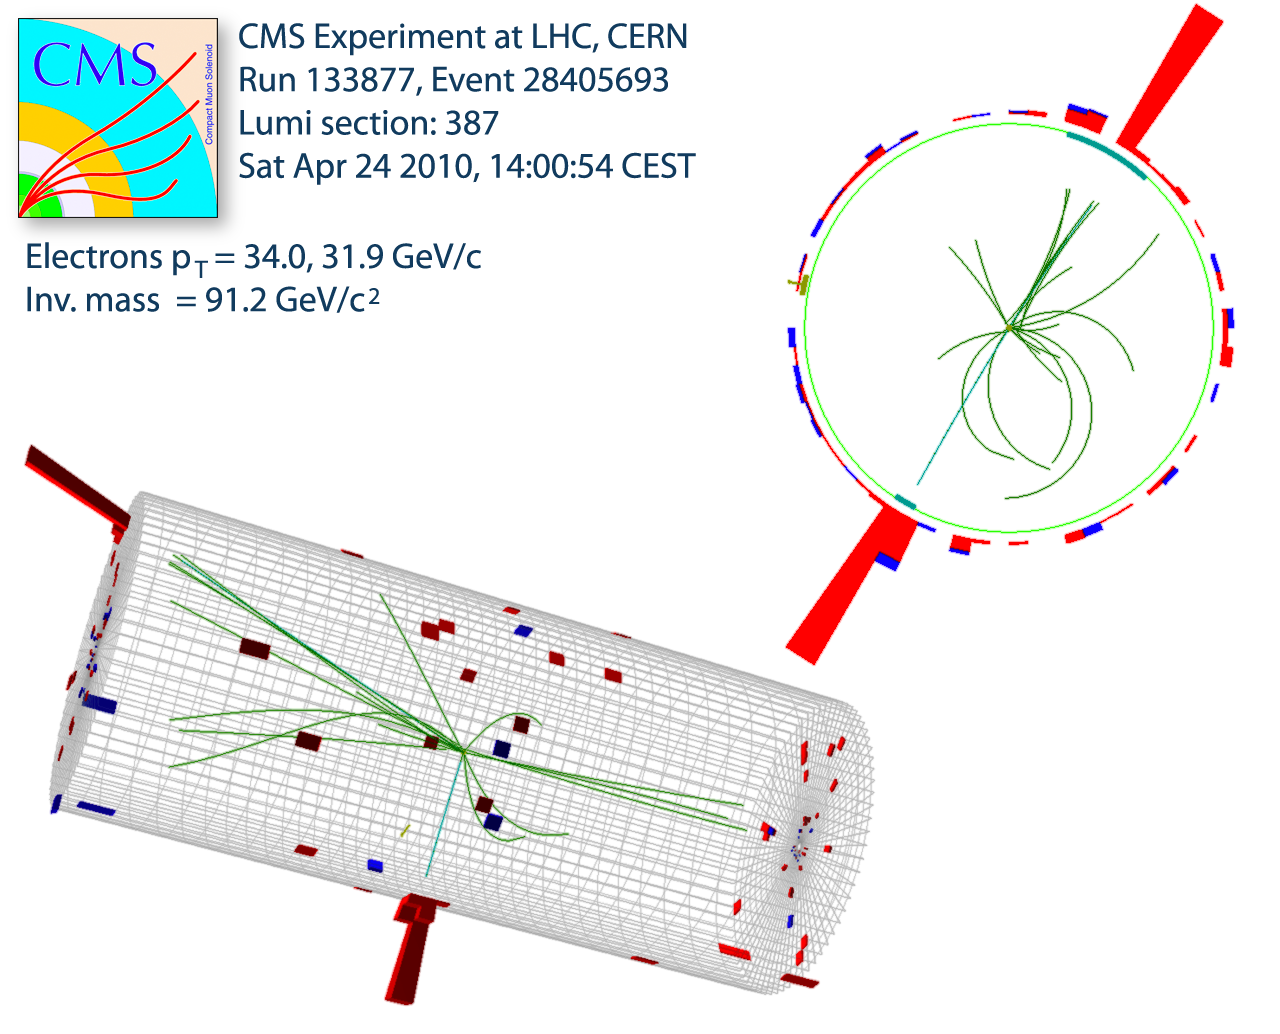 CMS
Compact Muon Solenoid
CMS Experiment at LHC, CERN
Run 133877, Event 28405693
Lumi section: 387
Sat Apr 24 2010, 14:00:54 CEST
Electrons pT = 34.0, 31.9 GeV/c
Inv. mass = 91.2 GeV/c2